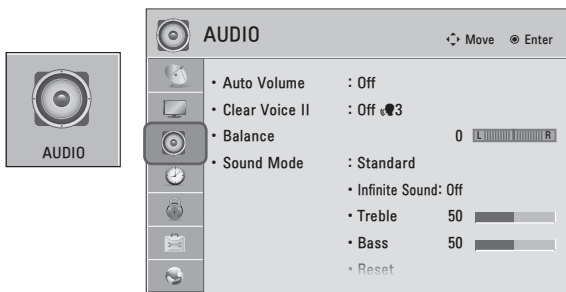 AUDIO
AUDIO
Move Enter
• Auto Volume : Off
• Clear Voice II : Off 3
• Balance 0 L R
• Sound Mode : Standard
• Infinite Sound: Off
• Treble 50
• Bass 50
• Reset